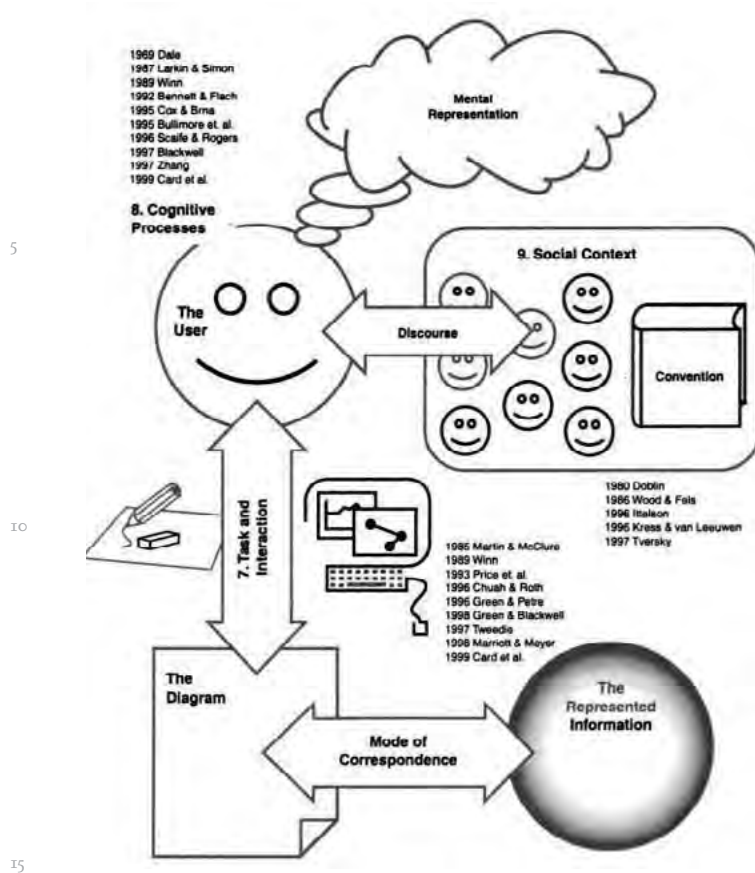 1969 Dale
1987 Larkin & Simon
1989 Winn
1992 Bennett & Flach
1995 Cox & Brna
1995 Bullimore et. al.
1996 Scaife & Rogers
1997 Blackwell
1997 Zhang
1999 Card et al.
8. Cognitive
Processes
Mental
Representation
5
The
User
Discourse
9. Social Context
Convention
1980 Doblin
1986 Wood & Fels
1996 Ittelson
1996 Kress & van Leeuwen
1997 Tversky
10
7. Task and
Interaction
1985 Martin & McClure
1989 Winn
1993 Price et. al.
1996 Chuah & Roth
1996 Green & Petre
1998 Green & Blackwell
1997 Tweedie
1998 Marriott & Meyer
1999 Card et al.
The
Diagram
Mode of
Correspondence
The
Represented
Information
15